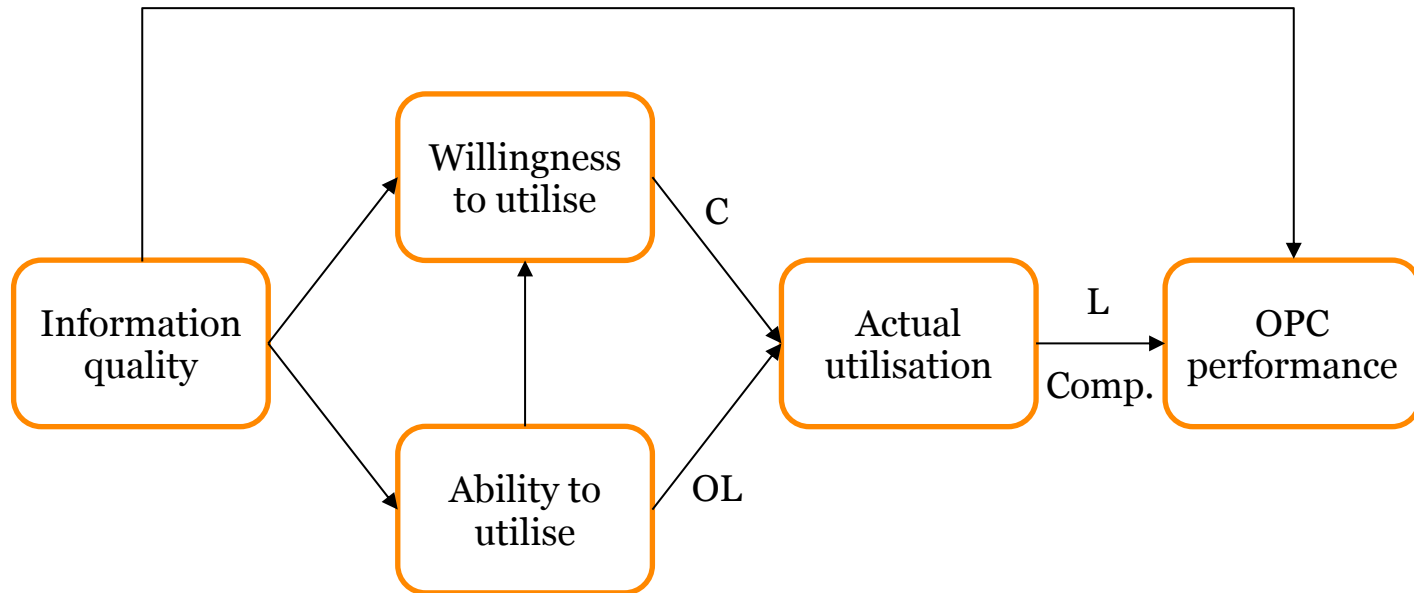 Willingness
to utilise
C
Information
quality
Actual
utilisation
L
Comp.
OPC
performance
Ability to
utilise
OL